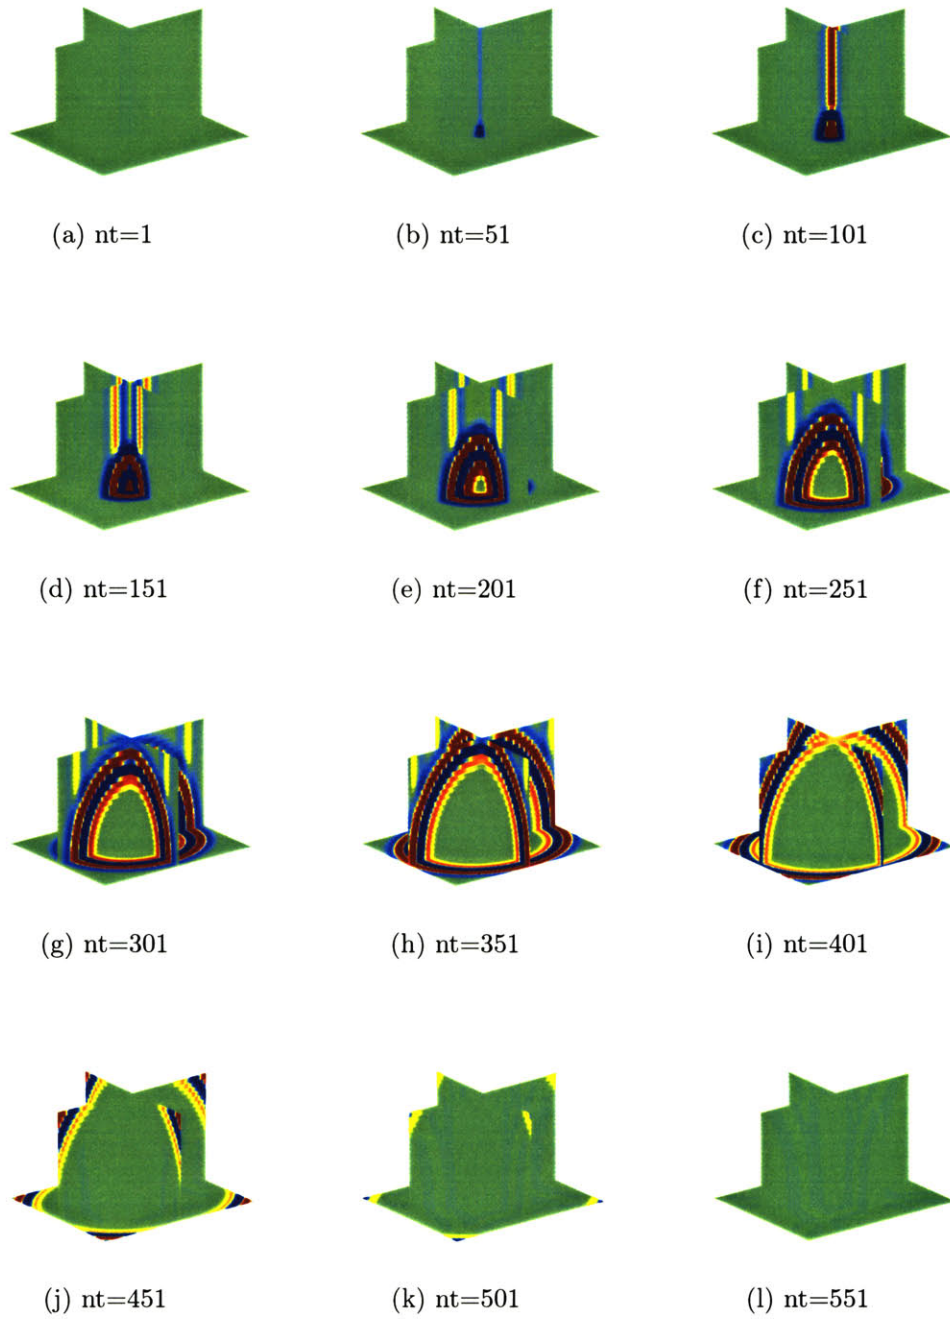 (a) nt=1
(b) nt=51
(c) nt=101
(d) nt=151
(e) nt=201
(f) nt=251
(g) nt=301
(h) nt=351
(i) nt=401
(j) nt=451
(k) nt=501
(l) nt=551